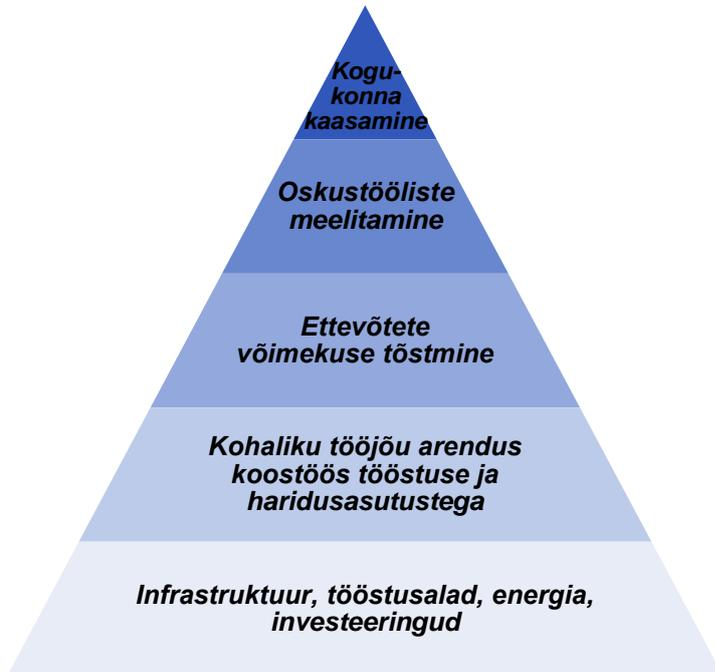 Kogu-
konna
kaasamine
Oskustööliste
meelitamine
Ettevõtete
võimekuse tõstmine
Kohaliku tööjõu arendus
koostöös tööstuse ja
haridusasutustega
Infrastruktuur, tööstusalad, energia,
investeeringud